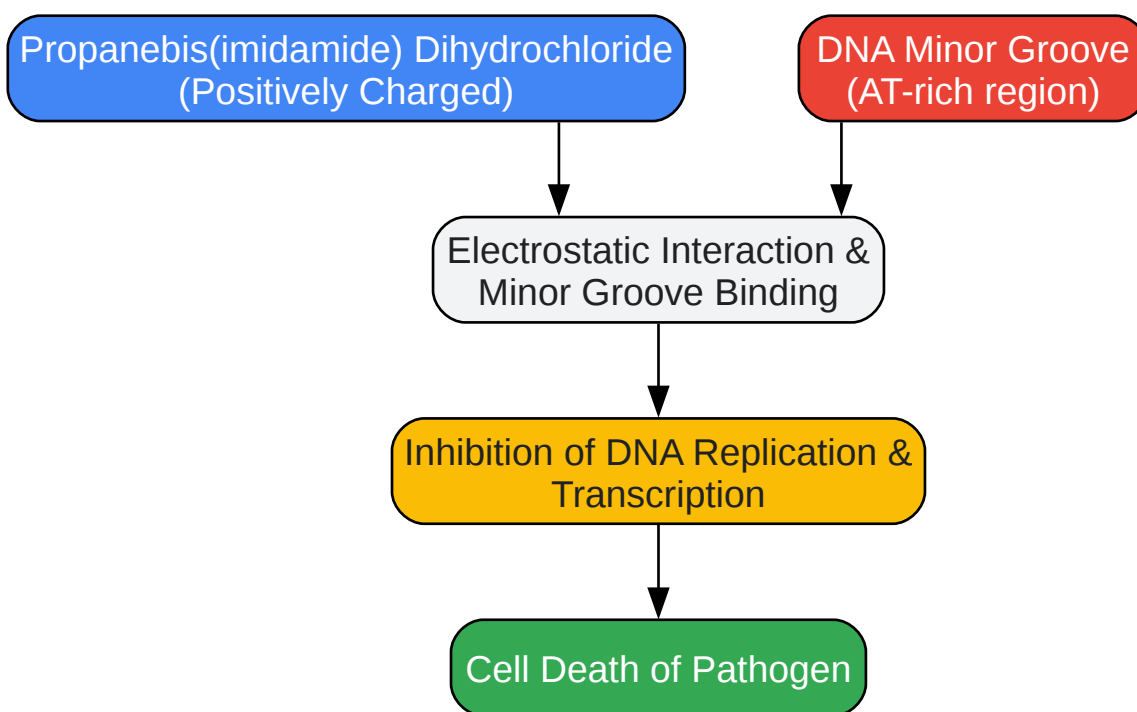 Propanebis(imidamide) Dihydrochloride
(Positively Charged)
DNA Minor Groove
(AT-rich region)
Electrostatic Interaction &
Minor Groove Binding
Inhibition of DNA Replication &
Transcription
Cell Death of Pathogen